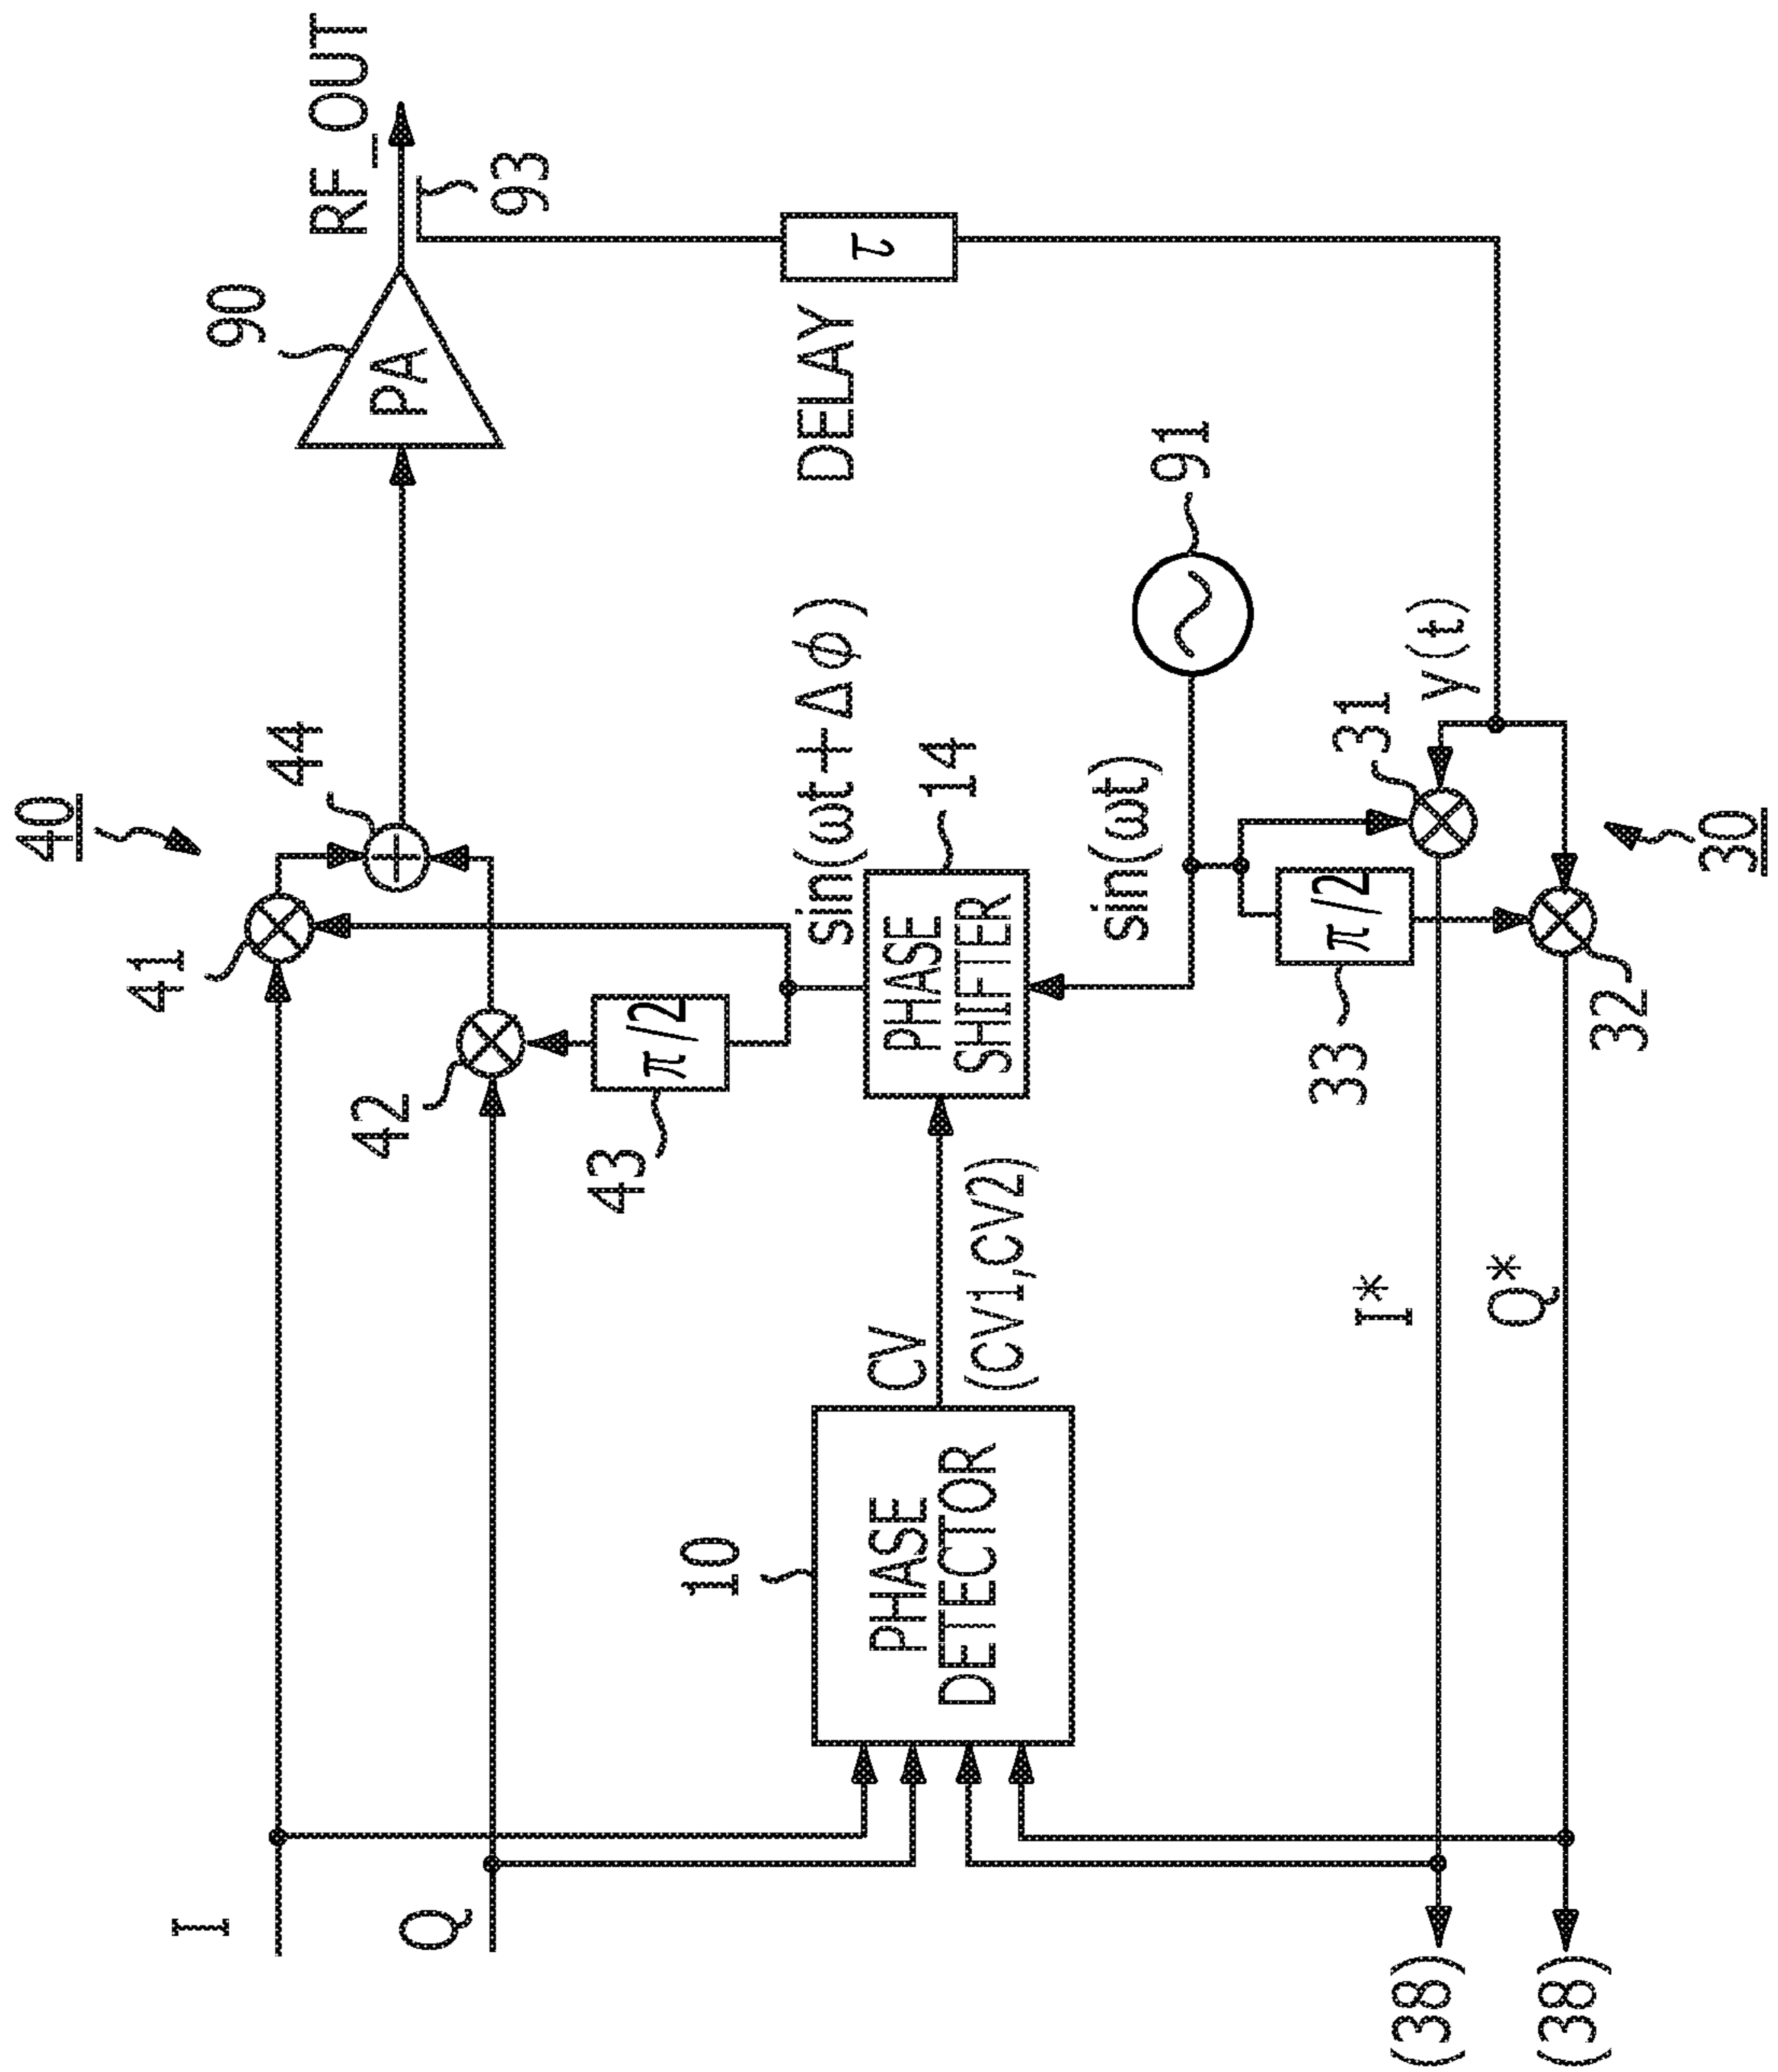 I
Q
41
40
44
90
PA
RF_OUT
93
42
43
π/2
sin(ωt+Δφ)
DELAY
τ
10
PHASE
DETECTOR
CV
(CV1,CV2)
PHASE
SHIFTER
14
sin(ωt)
91
33
π/2
31
y(t)
I*
Q*
32
30
(38)
(38)